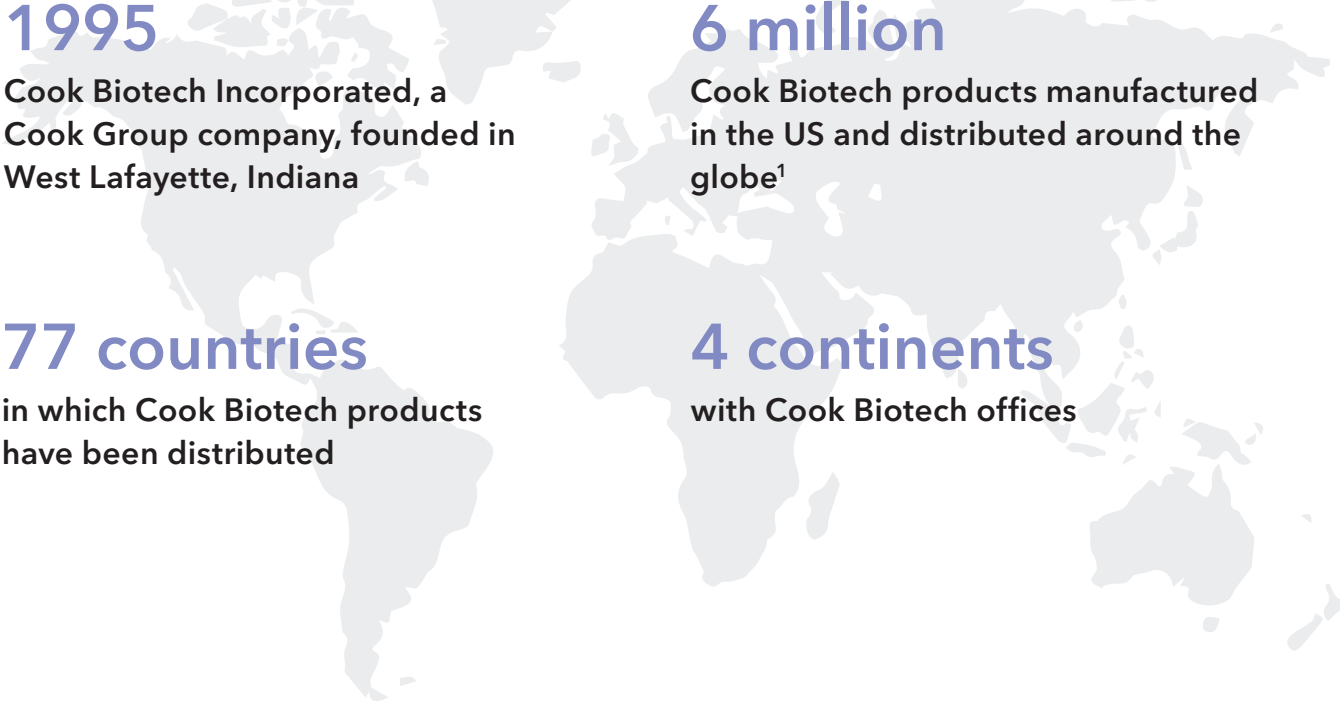 1995
Cook Biotech Incorporated, a
Cook Group company, founded in
West Lafayette, Indiana
6 million
Cook Biotech products manufactured
in the US and distributed around the
globe¹
77 countries
in which Cook Biotech products
have been distributed
4 continents
with Cook Biotech offices